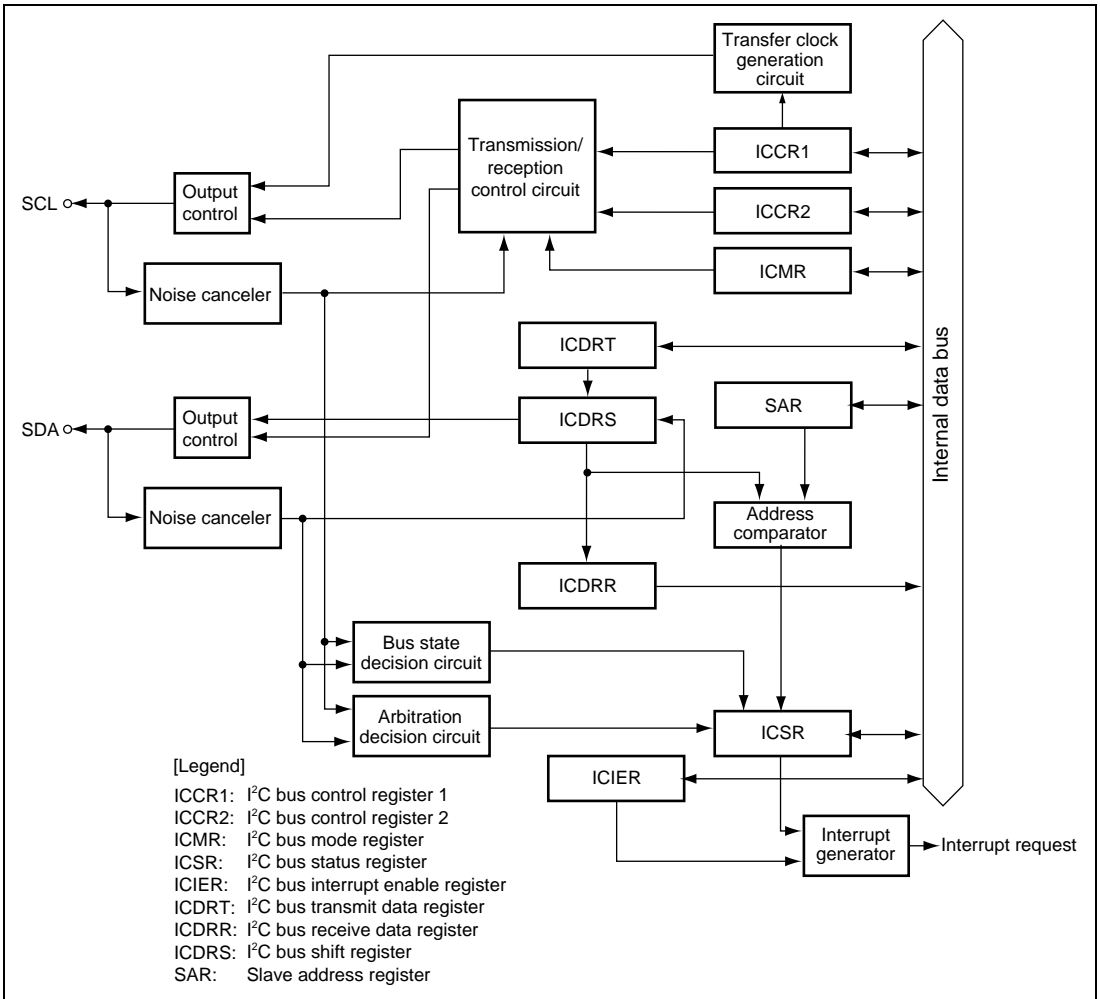 Transfer clock
generation
circuit
Transmission/
reception
control circuit
ICCR1
SCL
Output
control
ICCR2
ICMR
Noise canceler
ICDRT
Internal data bus
SAR
SDA
Output
control
ICDRS
Noise canceler
Address
comparator
ICDRR
Bus state
decision circuit
Arbitration
decision circuit
ICSR
ICIER
Interrupt
generator
Interrupt request
[Legend]
ICCR1: I²C bus control register 1
ICCR2: I²C bus control register 2
ICMR: I²C bus mode register
ICSR: I²C bus status register
ICIER: I²C bus interrupt enable register
ICDRT: I²C bus transmit data register
ICDRR: I²C bus receive data register
ICDRS: I²C bus shift register
SAR: Slave address register